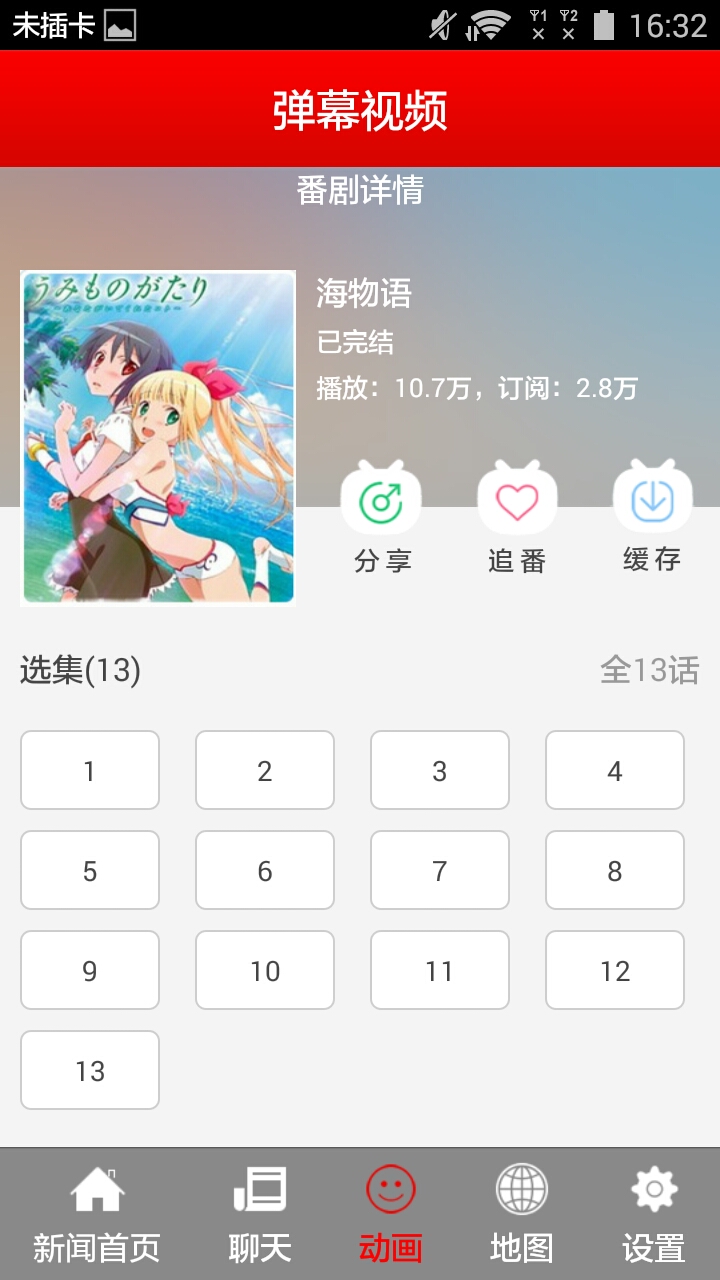 未插卡 16:32
弹幕视频
番剧详情
うみものがたり
海物语
已完结
播放：10.7万，订阅：2.8万
分享 追番 缓存
选集(13) 全13话
1 2 3 4
5 6 7 8
9 10 11 12
13
新闻首页 聊天 动画 地图 设置